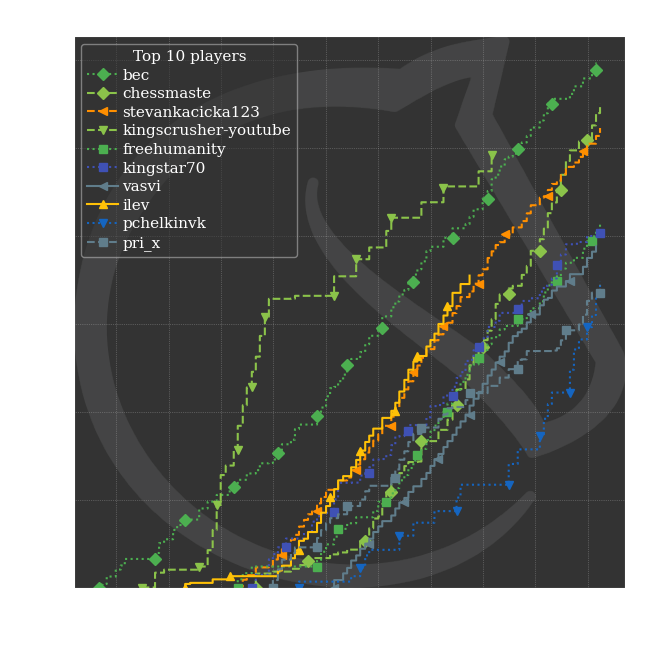 Top 10 players
bec
chessmaste
stevankacicka123
kingscrusher-youtube
freehumanity
kingstar70
vasvi
ilev
pchelkinvk
pri_x